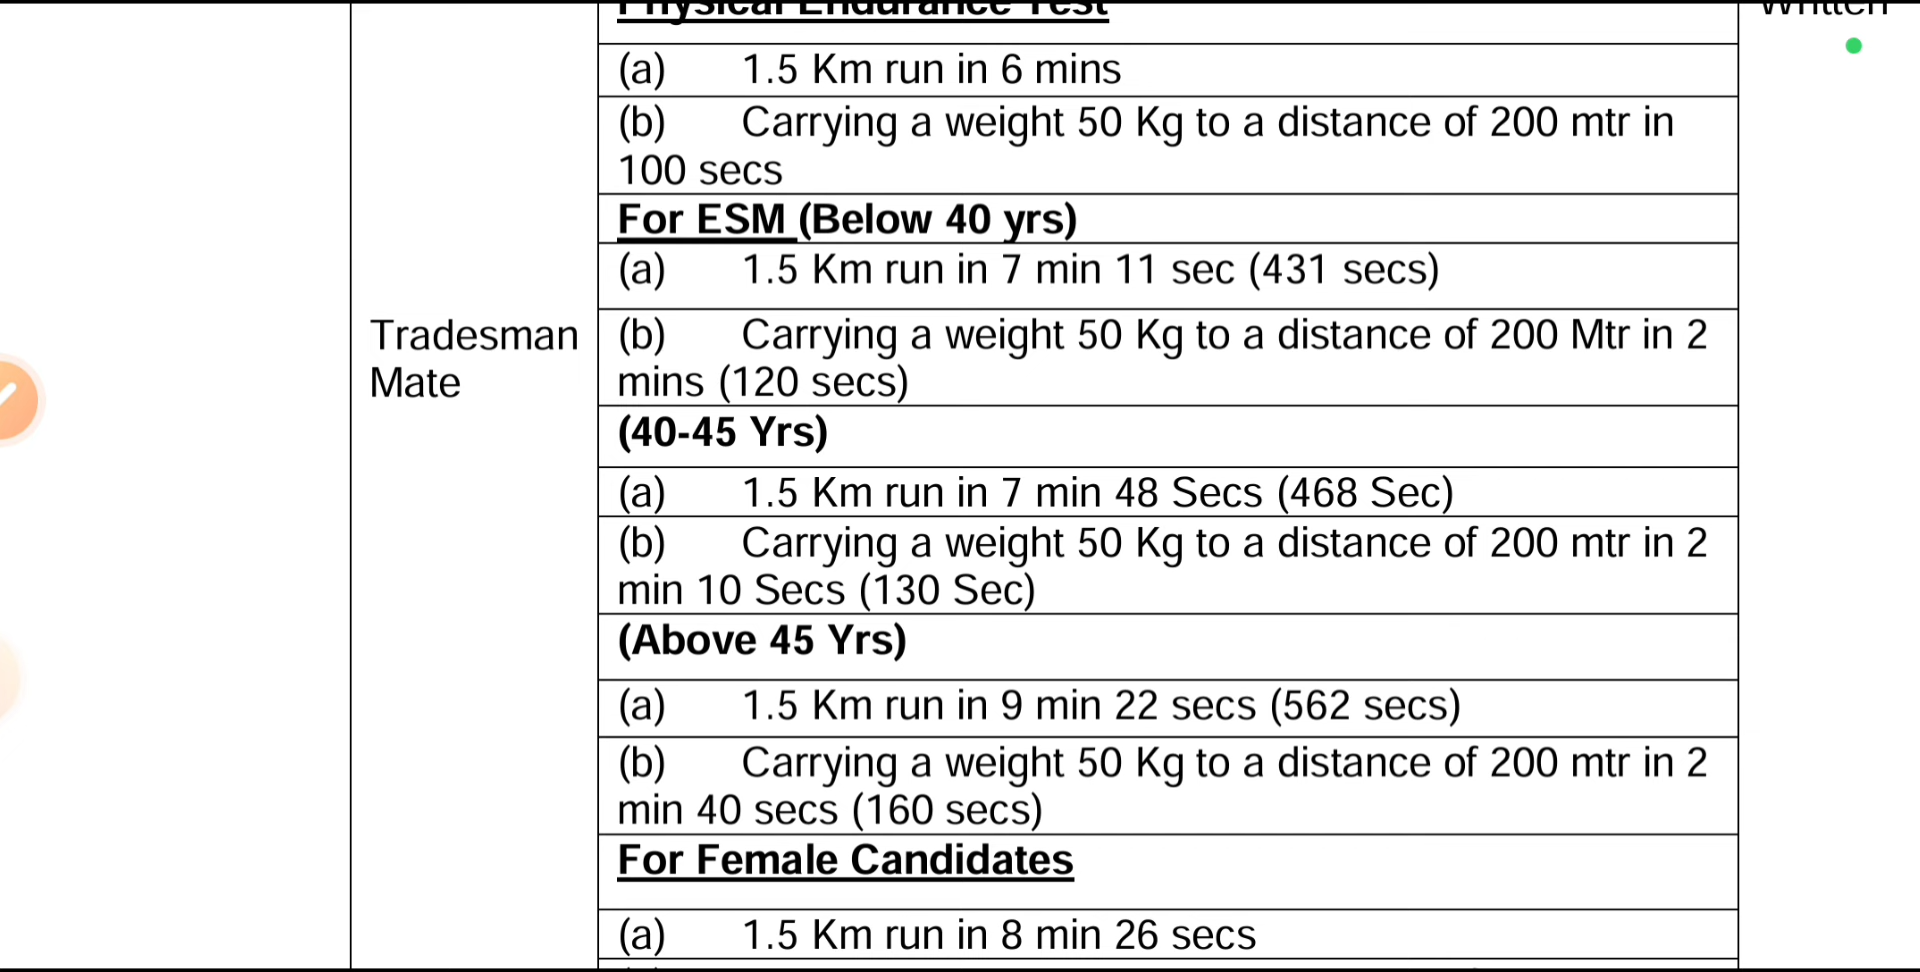 Physical Endurance Test
Written
(a) 1.5 Km run in 6 mins
(b) Carrying a weight 50 Kg to a distance of 200 mtr in
100 secs
For ESM (Below 40 yrs)
(a) 1.5 Km run in 7 min 11 sec (431 secs)
Tradesman
Mate
(b) Carrying a weight 50 Kg to a distance of 200 Mtr in 2
mins (120 secs)
(40-45 Yrs)
(a) 1.5 Km run in 7 min 48 Secs (468 Sec)
(b) Carrying a weight 50 Kg to a distance of 200 mtr in 2
min 10 Secs (130 Sec)
(Above 45 Yrs)
(a) 1.5 Km run in 9 min 22 secs (562 secs)
(b) Carrying a weight 50 Kg to a distance of 200 mtr in 2
min 40 secs (160 secs)
For Female Candidates
(a) 1.5 Km run in 8 min 26 secs